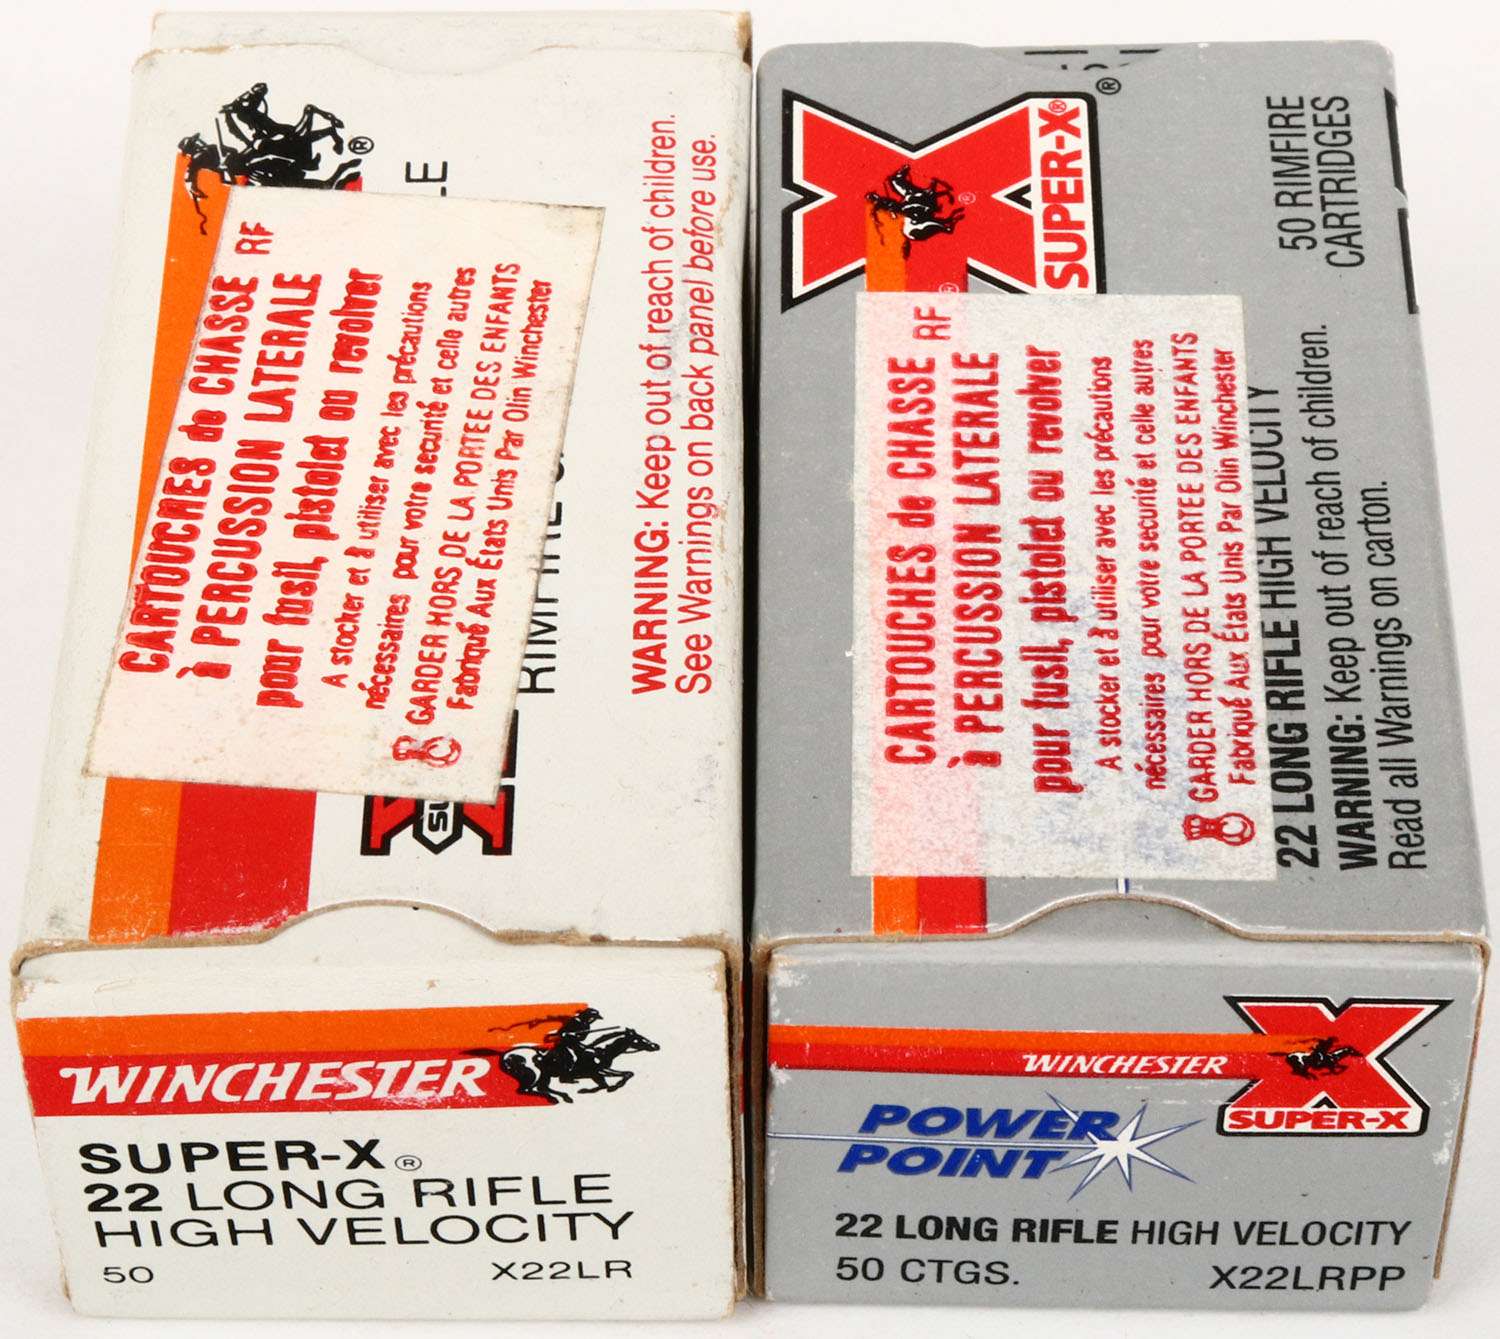 ®
LE
CARTOUCHES de CHASSE RF
à PERCUSSION LATERALE
pour fusil, pistolet ou revolver
A stocker et à utiliser avec les précautions
nécessaires pour votre securité et celle autres
GARDER HORS DE LA PORTEE DES ENFANTS
Fabriqué Aux États Unis Par Olin Winchester
WARNING: Keep out of reach of children.
See Warnings on back panel before use.
WINCHESTER
SUPER-X®
22 LONG RIFLE
HIGH VELOCITY
50 X22LR
X ®
SUPER-X®
50 RIMFIRE
CARTRIDGES
CARTOUCHES de CHASSE RF
à PERCUSSION LATERALE
pour fusil, pistolet ou revolver
A stocker et à utiliser avec les précautions
nécessaires pour votre securité et celle autres
GARDER HORS DE LA PORTEE DES ENFANTS
Fabriqué Aux États Unis Par Olin Winchester
22 LONG RIFLE HIGH VELOCITY
WARNING: Keep out of reach of children.
Read all Warnings on carton.
WINCHESTER
X
SUPER-X
POWER
POINT
22 LONG RIFLE HIGH VELOCITY
50 CTGS. X22LRPP